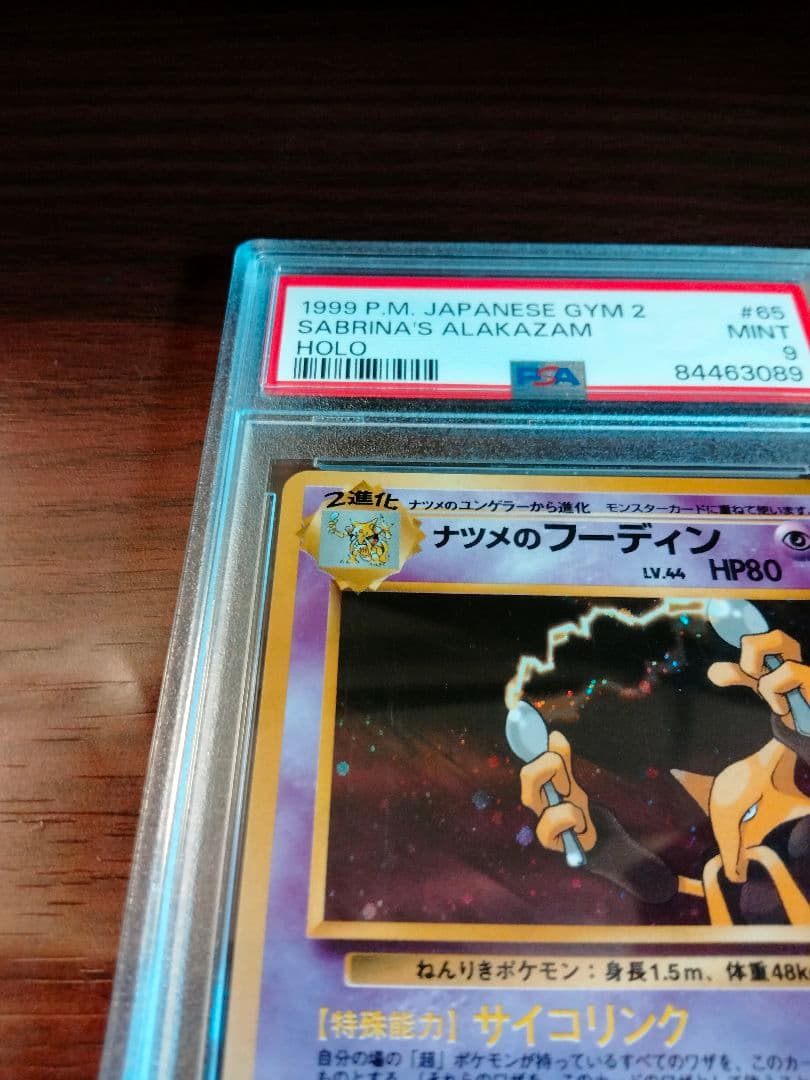 1999 P.M. JAPANESE GYM 2 #65
SABRINA'S ALAKAZAM MINT
HOLO 9
PSA 84463089
2進化 ナツメのユンゲラーから進化 モンスターカードに重ねて使います
ナツメのフーディン
LV.44 HP80
ねんりきポケモン:身長1.5m、体重48k
【特殊能力】サイコリンク
自分の場の「超」ポケモンが持っているすべてのワザを、このカー